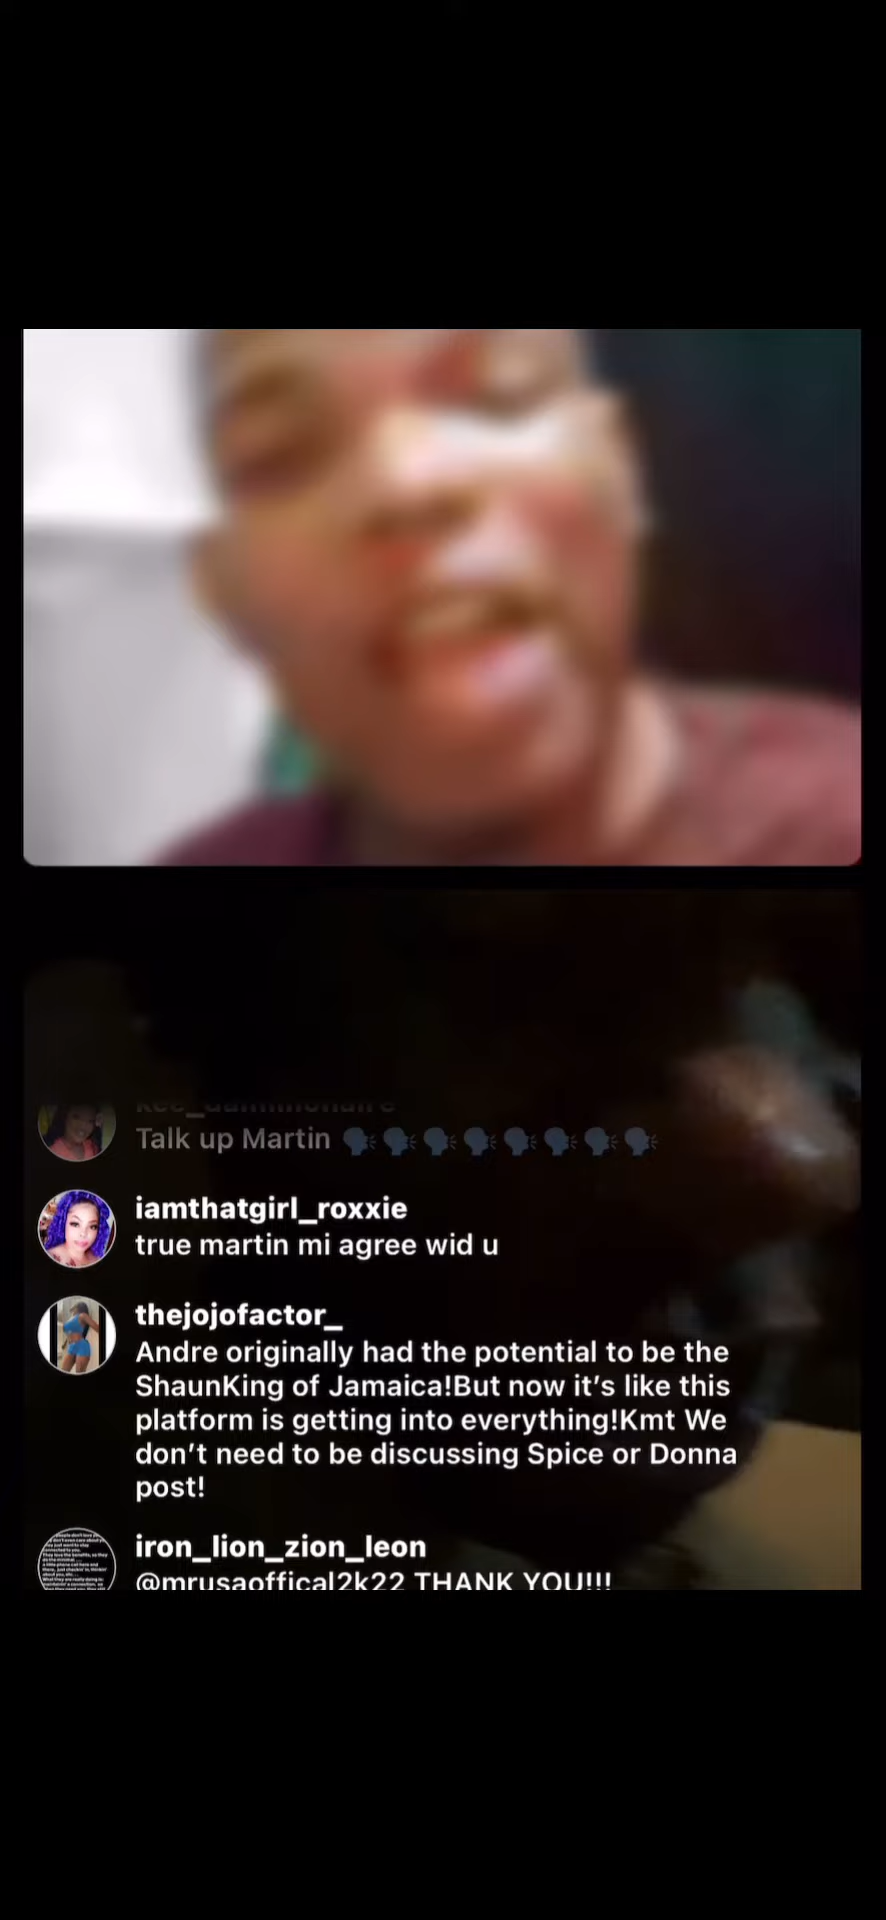 Talk up Martin 🗣️🗣️🗣️🗣️🗣️🗣️🗣️🗣️
iamthatgirl_roxxie
true martin mi agree wid u
thejojofactor_
Andre originally had the potential to be the
ShaunKing of Jamaica!But now it’s like this
platform is getting into everything!Kmt We
don’t need to be discussing Spice or Donna
post!
iron_lion_zion_leon
@mrusaoffical2k22 THANK YOU!!!